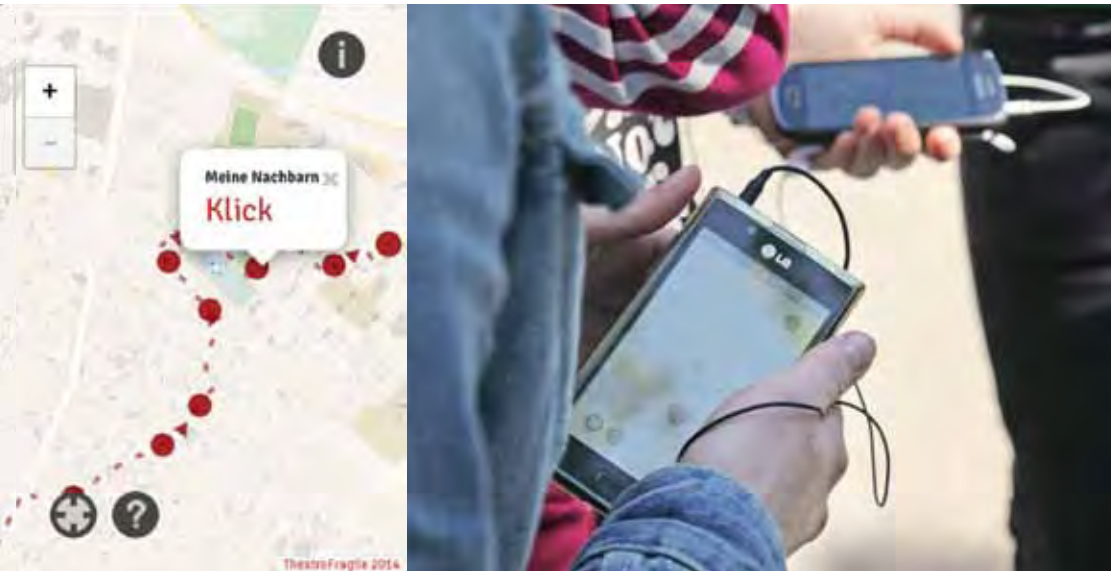 i
+
-
Meine Nachbarn ×
Klick
?
TheatroFragile 2014
LG